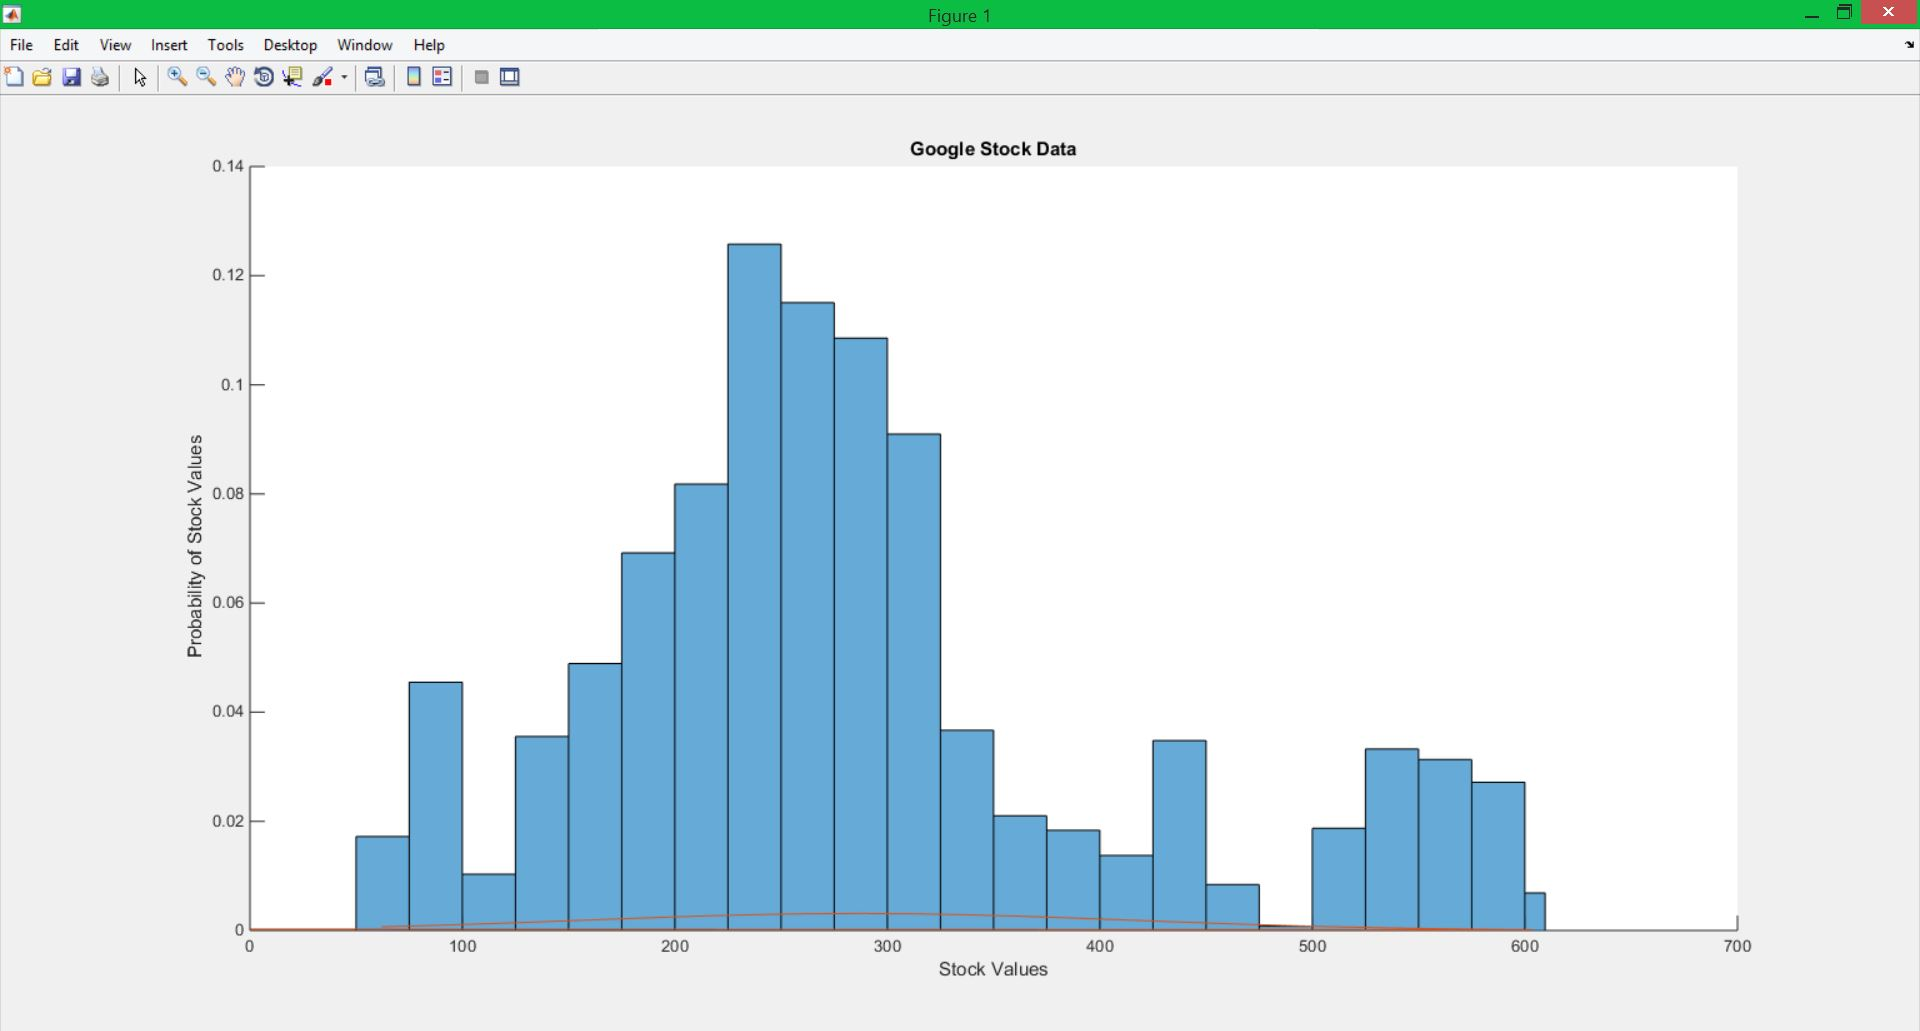 Figure 1
File Edit View Insert Tools Desktop Window Help
Google Stock Data
0.14
0.12
0.1
0.08
0.06
0.04
0.02
0
Probability of Stock Values
0 100 200 300 400 500 600 700
Stock Values